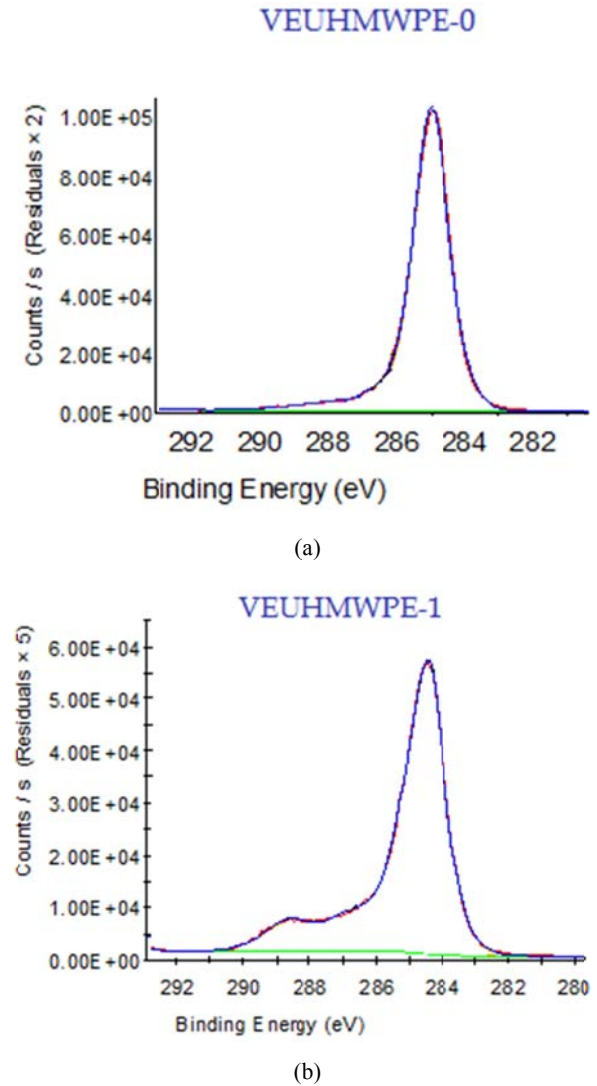 VEUHMWPE-0
Counts / s (Residuals × 2)
1.00E +05
8.00E +04
6.00E +04
4.00E +04
2.00E +04
0.00E +00
292 290 288 286 284 282
Binding Energy (eV)
(a)
VEUHMWPE-1
Counts / s (Residuals × 5)
6.00E +04
5.00E +04
4.00E +04
3.00E +04
2.00E +04
1.00E +04
0.00E +00
292 290 288 286 284 282 280
Binding Energy (eV)
(b)